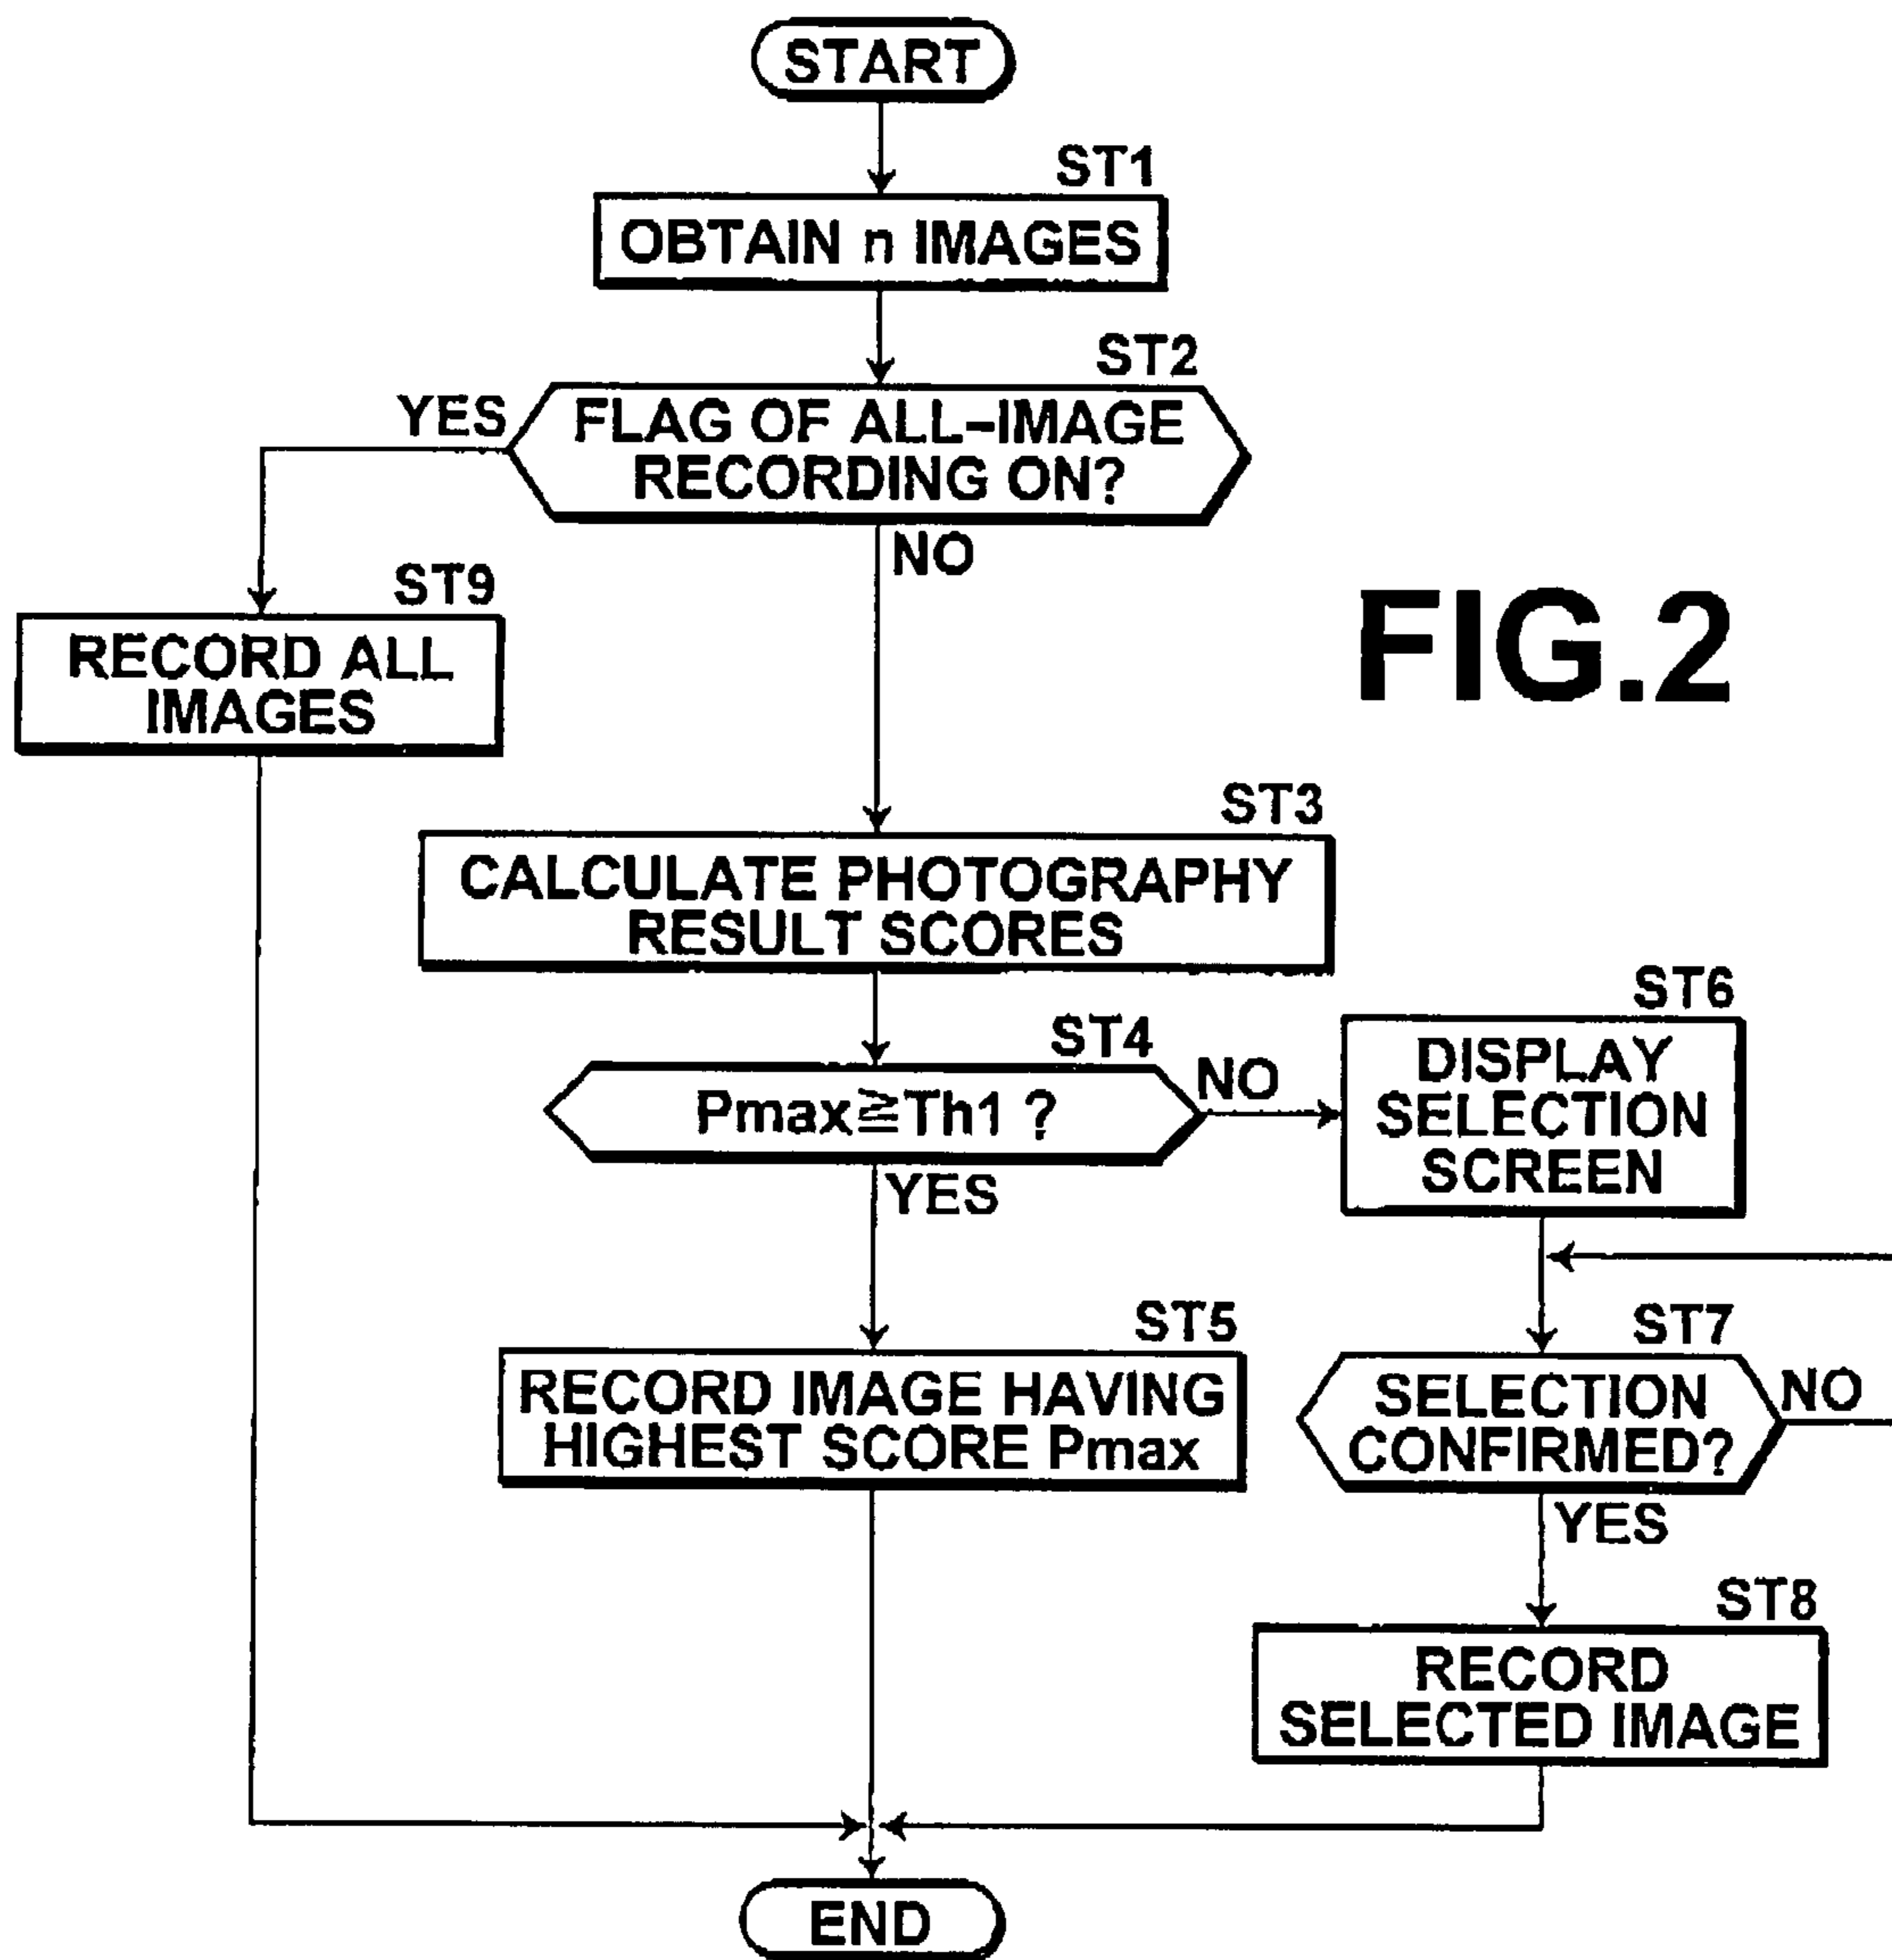 START
ST1
OBTAIN n IMAGES
ST2
YES
FLAG OF ALL-IMAGE
RECORDING ON?
NO
ST9
RECORD ALL
IMAGES
FIG.2
ST3
CALCULATE PHOTOGRAPHY
RESULT SCORES
ST4
Pmax≧Th1 ?
NO
YES
ST6
DISPLAY
SELECTION
SCREEN
ST5
RECORD IMAGE HAVING
HIGHEST SCORE Pmax
ST7
SELECTION
CONFIRMED?
NO
YES
ST8
RECORD
SELECTED IMAGE
END